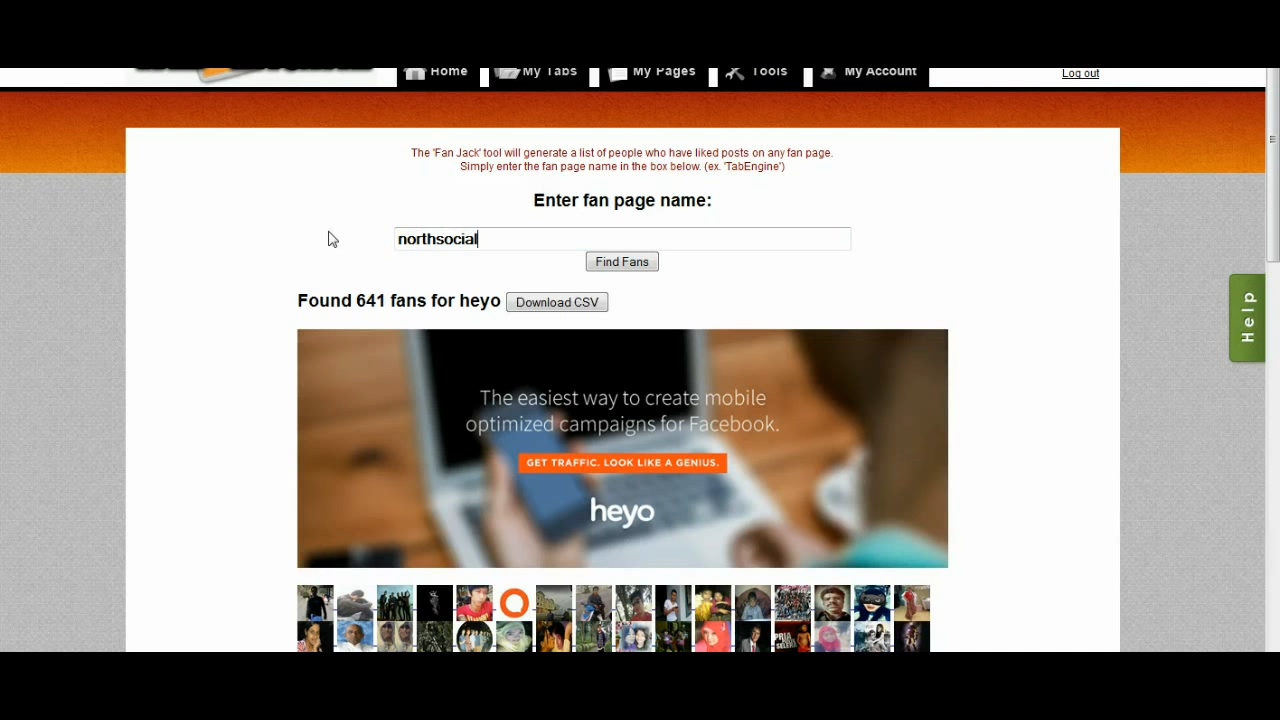 Home
My Tabs
My Pages
Tools
My Account
Log out
The 'Fan Jack' tool will generate a list of people who have liked posts on any fan page.
Simply enter the fan page name in the box below. (ex. 'TabEngine')
Enter fan page name:
northsocial
Find Fans
Found 641 fans for heyo
Download CSV
Help
The easiest way to create mobile
optimized campaigns for Facebook.
GET TRAFFIC. LOOK LIKE A GENIUS.
heyo